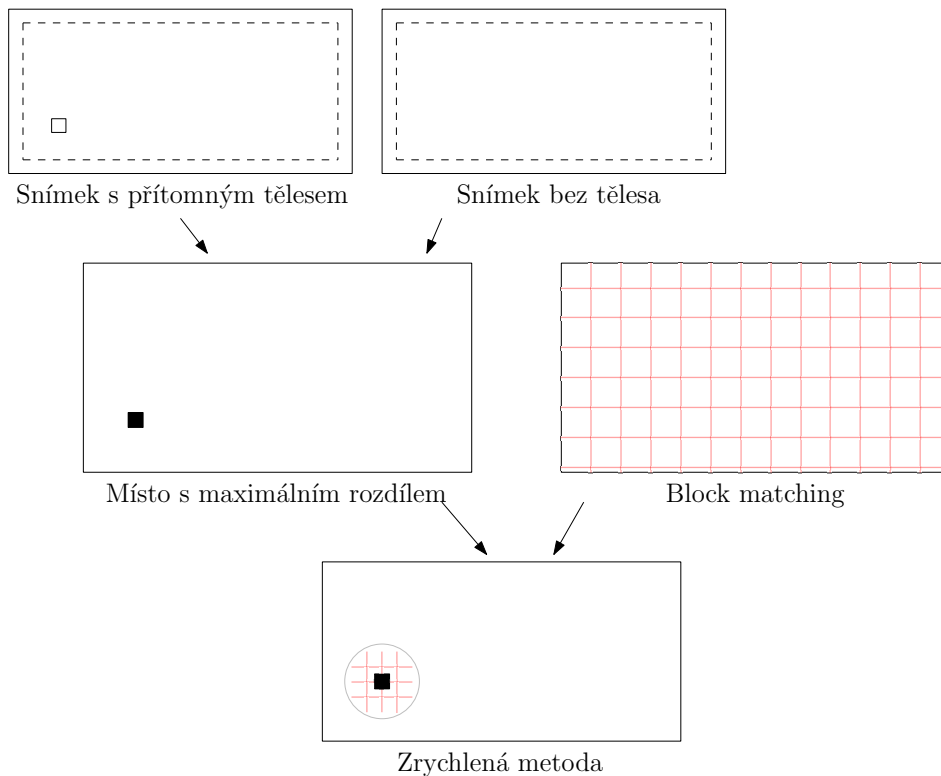 Snímek s přítomným tělesem
Snímek bez tělesa
Místo s maximálním rozdílem
Block matching
Zrychlená metoda